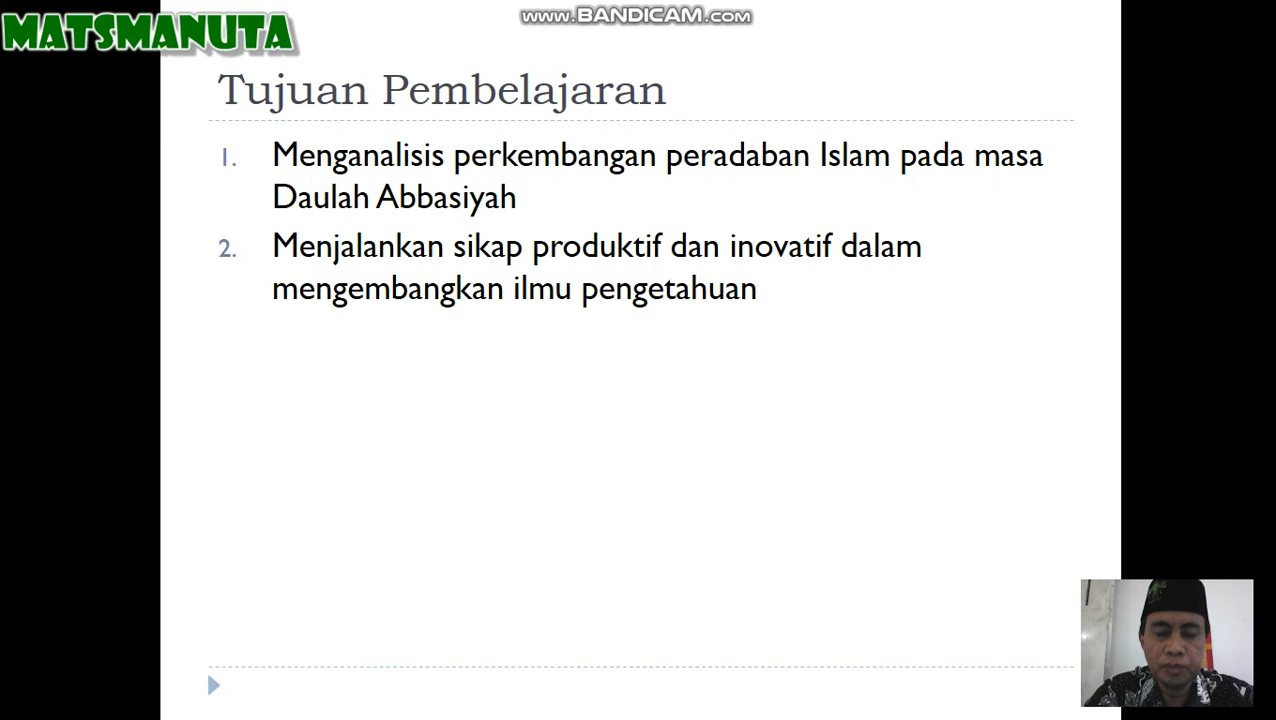 MATSMANUTA
WWW.BANDICAM.COM
Tujuan Pembelajaran
1. Menganalisis perkembangan peradaban Islam pada masa
Daulah Abbasiyah
2. Menjalankan sikap produktif dan inovatif dalam
mengembangkan ilmu pengetahuan